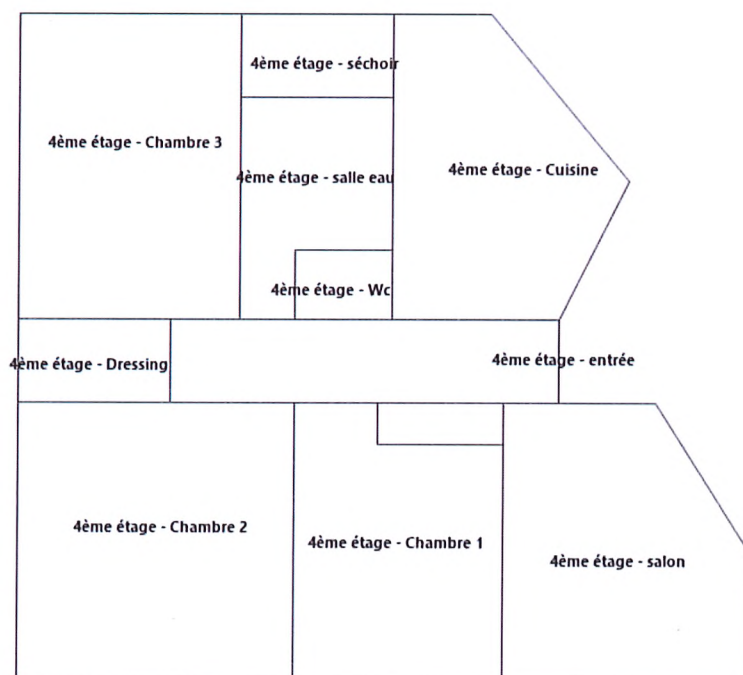 4ème étage - séchoir
4ème étage - Chambre 3
4ème étage - salle eau
4ème étage - Cuisine
4ème étage - Wc
4ème étage - Dressing
4ème étage - entrée
4ème étage - Chambre 2
4ème étage - Chambre 1
4ème étage - salon